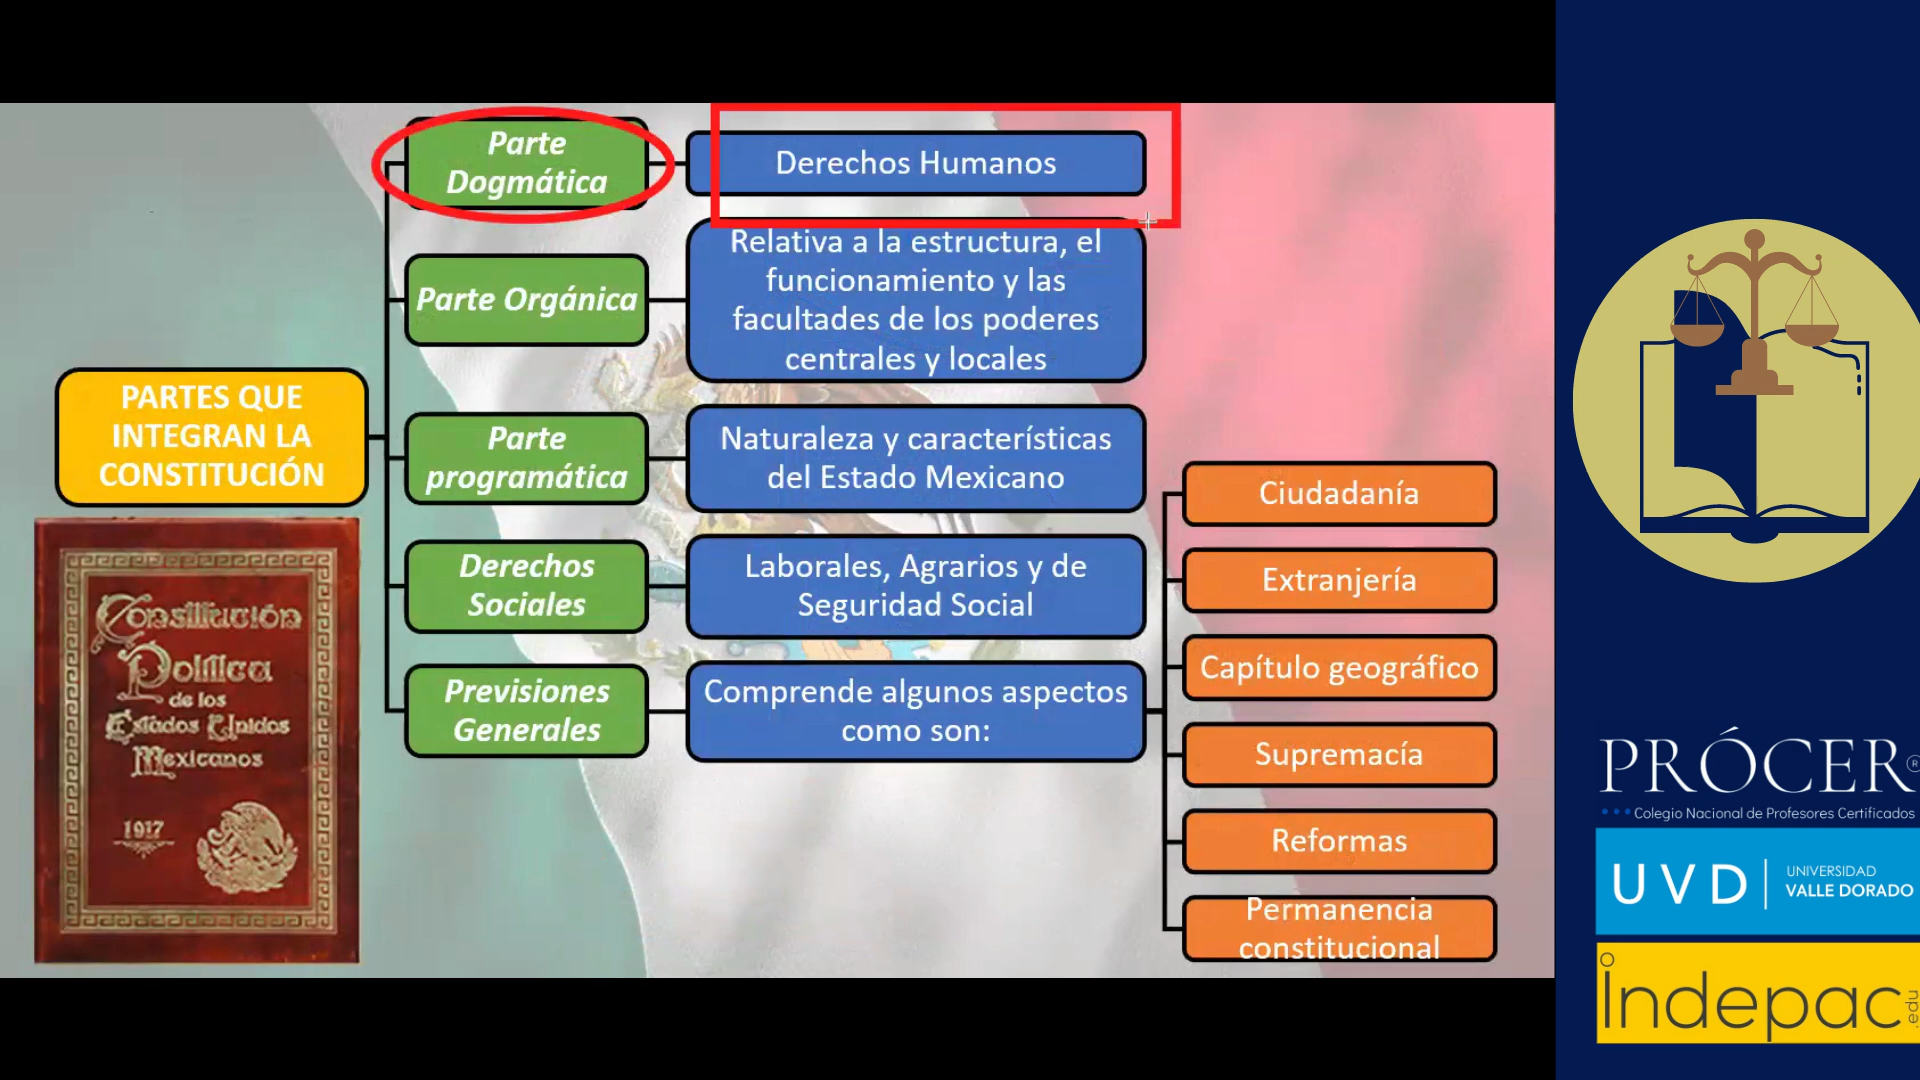 Parte
Dogmática
Derechos Humanos
Parte Orgánica
Relativa a la estructura, el
funcionamiento y las
facultades de los poderes
centrales y locales
PARTES QUE
INTEGRAN LA
CONSTITUCIÓN
Parte
programática
Naturaleza y características
del Estado Mexicano
Derechos
Sociales
Laborales, Agrarios y de
Seguridad Social
Previsiones
Generales
Comprende algunos aspectos
como son:
Ciudadanía
Extranjería
Capítulo geográfico
Supremacía
Reformas
Permanencia
constitucional
Constitución
Política
de los
Estados Unidos
Mexicanos
1917
PRÓCER®
Colegio Nacional de Profesores Certificados
UVD
UNIVERSIDAD
VALLE DORADO
indepac
.edu